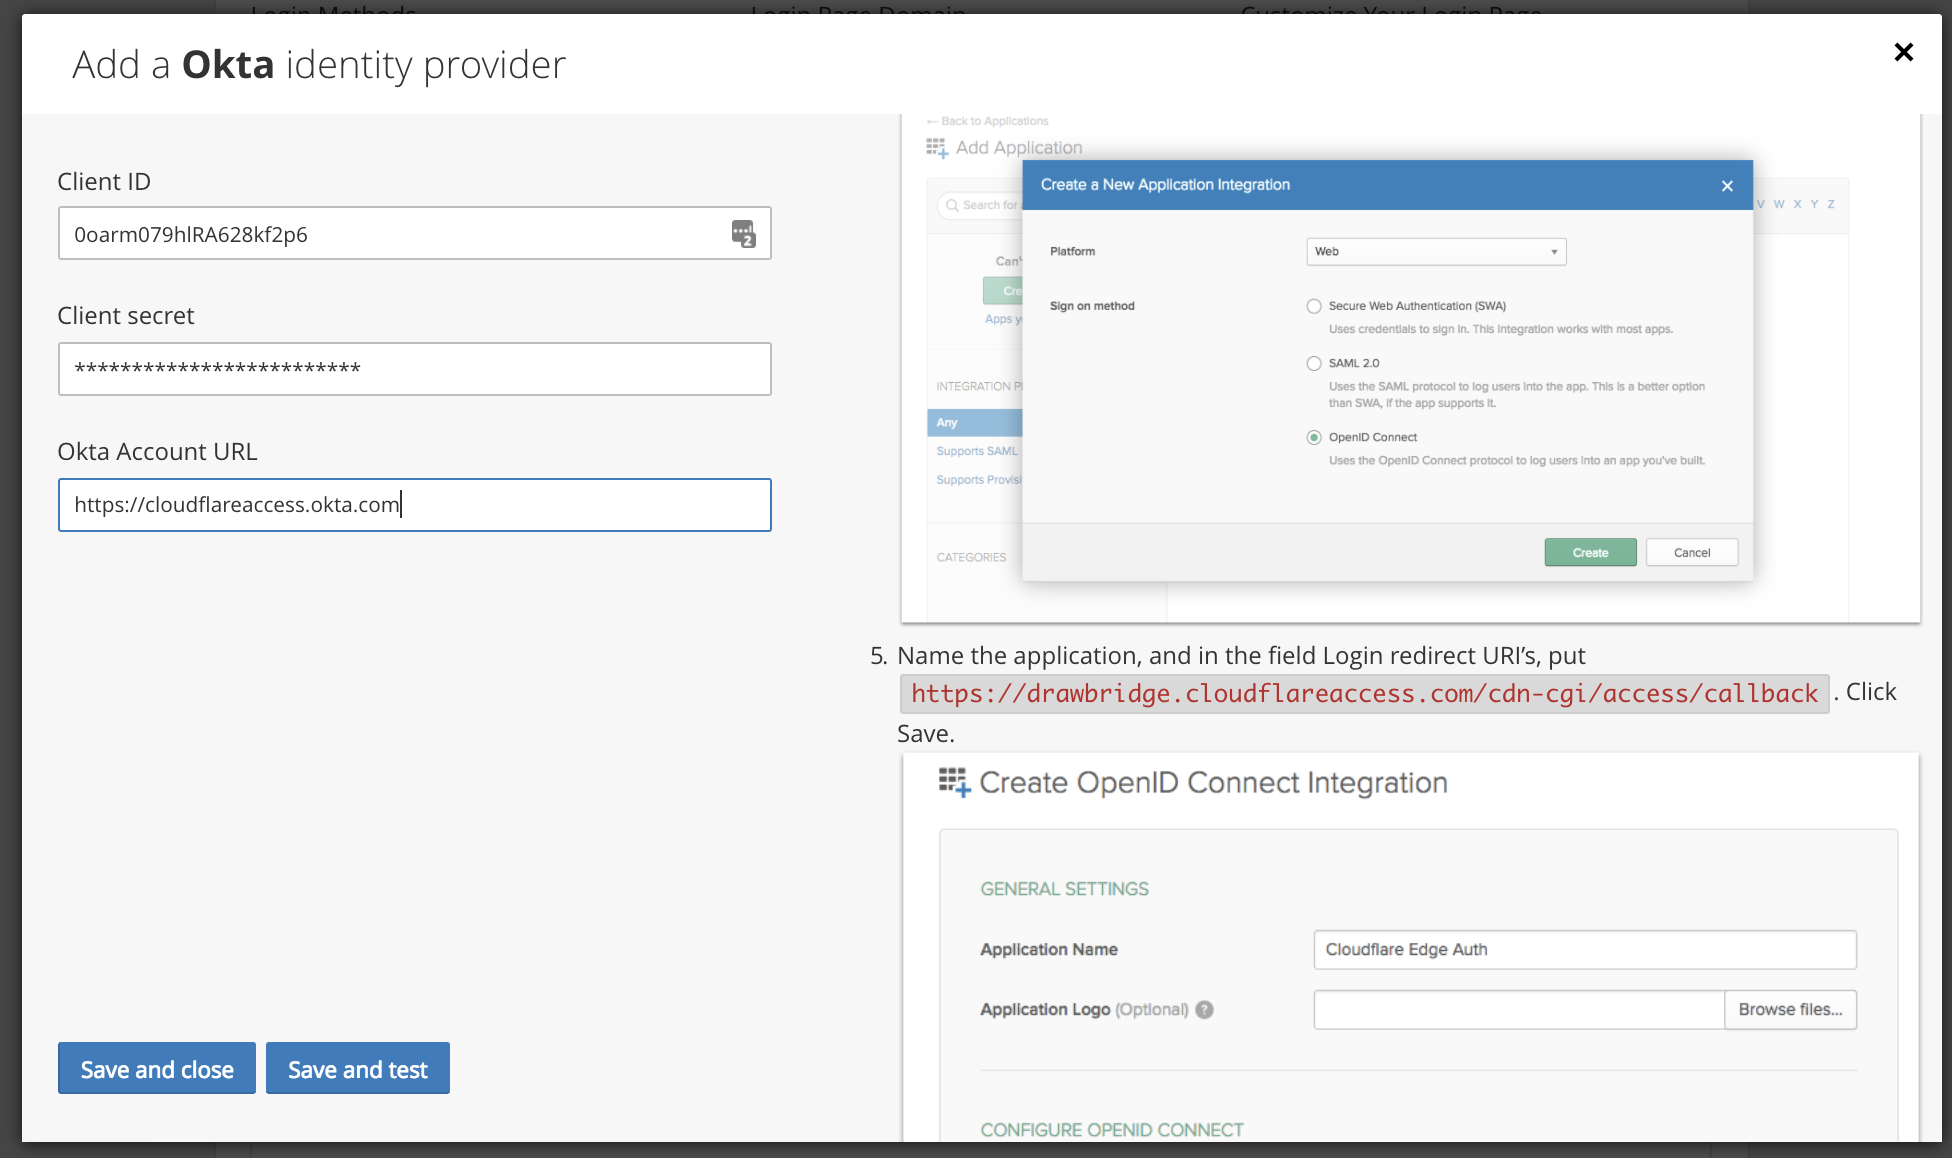 Login Methods Login Page Domain Customize Your Login Page
Add a Okta identity provider
Client ID
0oarm079hlRA628kf2p6
2
Client secret
*************************
Okta Account URL
https://cloudflareaccess.okta.com
Save and close Save and test
← Back to Applications
Add Application
Search for
V W X Y Z
Can'
Cre
Apps y
INTEGRATION P
Any
Supports SAML
Supports Provisi
CATEGORIES
Create a New Application Integration
Platform
Web
Sign on method
Secure Web Authentication (SWA)
Uses credentials to sign in. This integration works with most apps.
SAML 2.0
Uses the SAML protocol to log users into the app. This is a better option
than SWA, if the app supports it.
OpenID Connect
Uses the OpenID Connect protocol to log users into an app you've built.
Create Cancel
5. Name the application, and in the field Login redirect URI's, put
https://drawbridge.cloudflareaccess.com/cdn-cgi/access/callback . Click
Save.
Create OpenID Connect Integration
GENERAL SETTINGS
Application Name
Cloudflare Edge Auth
Application Logo (Optional) ?
Browse files...
CONFIGURE OPENID CONNECT